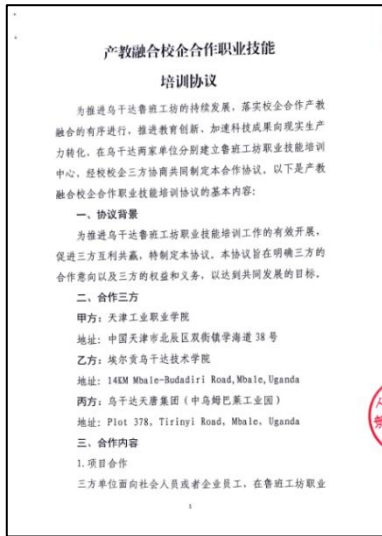 产教融合校企合作职业技能
培训协议
为推进乌干达鲁班工坊的持续发展，落实校企合作产教
融合的有序进行，推进教育创新、加速科技成果向现实生产
力转化，在乌干达两家单位分别建立鲁班工坊职业技能培训
中心，经校校企三方协商共同制定本合作协议，以下是产教
融合校企合作职业技能培训协议的基本内容：
一、协议背景
为推进乌干达鲁班工坊职业技能培训工作的有效开展，
促进三方互利共赢，特制定本协议。本协议旨在明确三方的
合作意向以及三方的权益和义务，以达到共同发展的目标。
二、合作三方
甲方：天津工业职业学院
地址：中国天津市北辰区双街镇学海道 38 号
乙方：埃尔贡乌干达技术学院
地址：14KM Mbale-Budadiri Road,Mbale,Uganda
丙方：乌干达天唐集团（中乌姆巴莱工业园）
地址：Plot 378, Tirinyi Road, Mbale, Uganda
三、合作内容
1.项目合作
三方单位面向社会人员或者企业员工，在鲁班工坊职业
1